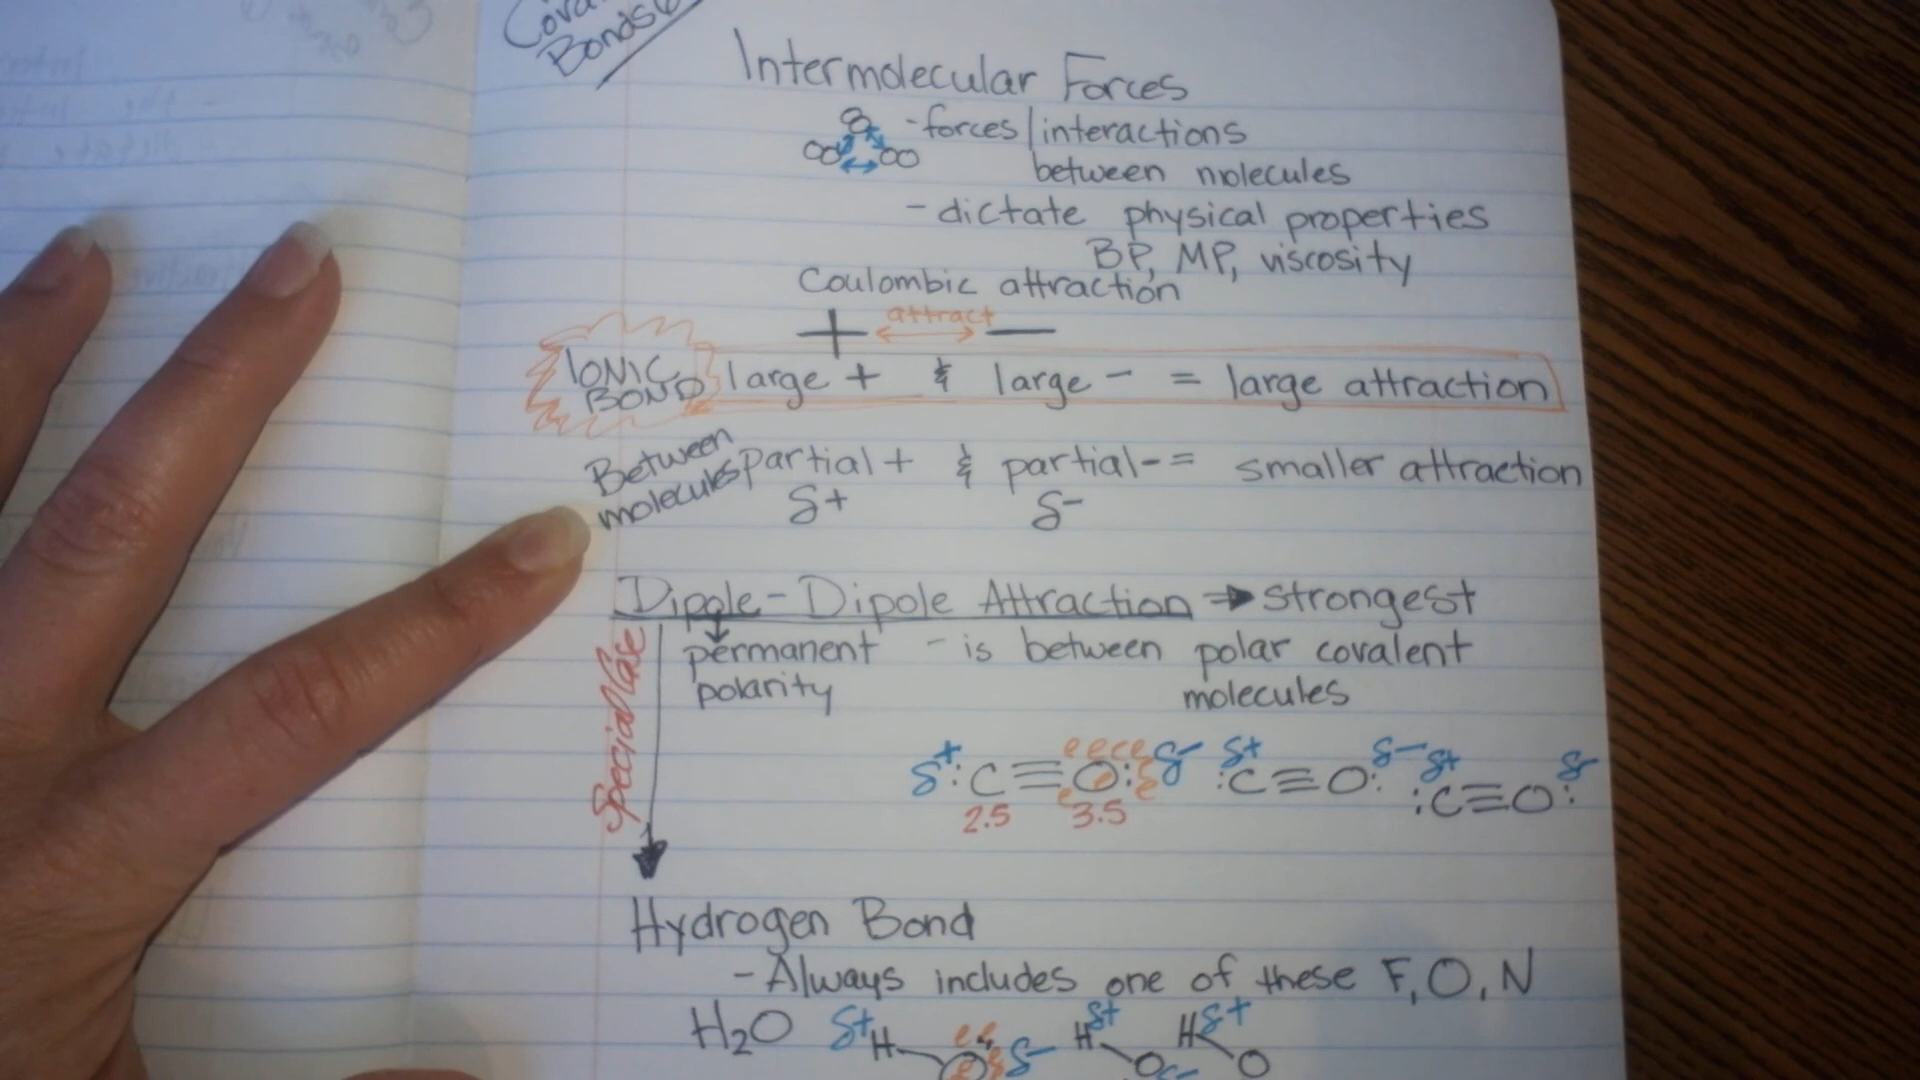 Bonds
Intermolecular Forces
- forces/interactions
between molecules
- dictate physical properties
BP, MP, viscosity
Coulombic attraction
+ attract −
IONIC BOND large + & large − = large attraction
Between molecules partial + & partial − = smaller attraction
δ+ δ−
Dipole-Dipole Attraction → strongest
permanent - is between polar covalent
polarity molecules
Special Case
δ+ :C≡O: δ− δ+ :C≡O: δ− δ+ :C≡O: δ−
2.5 3.5
Hydrogen Bond
- Always includes one of these F, O, N
H₂O δ+ H δ− H δ+ H δ+
O O